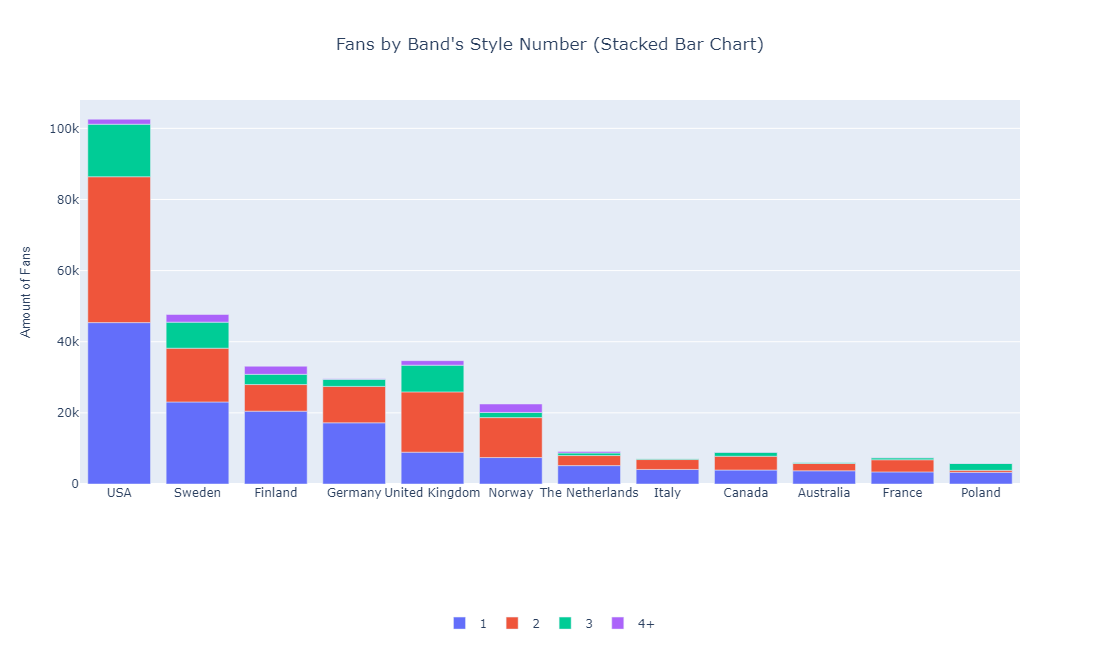 Fans by Band's Style Number (Stacked Bar Chart)
Amount of Fans
100k
80k
60k
40k
20k
0
USA Sweden Finland Germany United Kingdom Norway The Netherlands Italy Canada Australia France Poland
1 2 3 4+